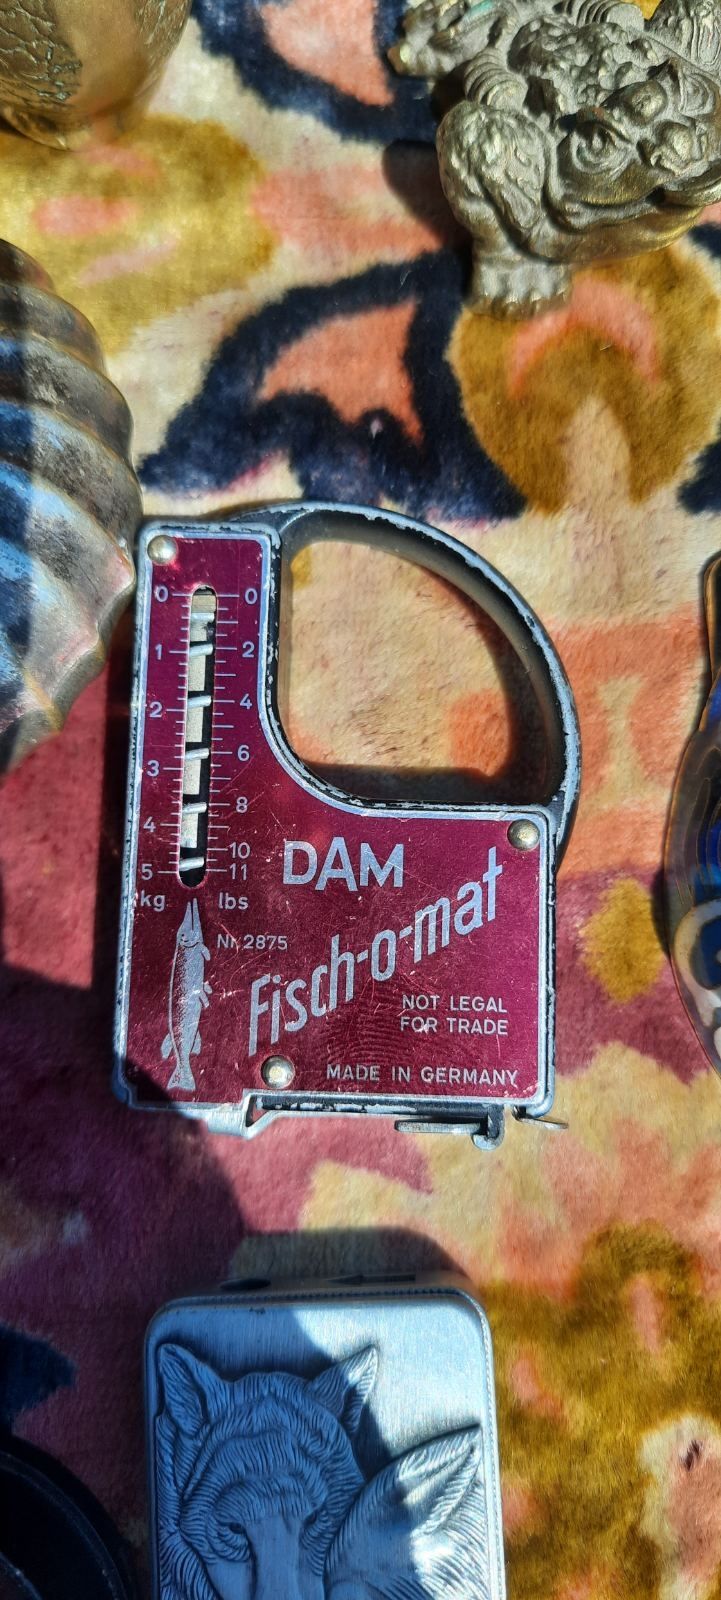 0 0
1 2
2 4
3 6
4 8
10
5 11
kg lbs
DAM
Nr. 2875
Fisch-o-mat
NOT LEGAL
FOR TRADE
MADE IN GERMANY